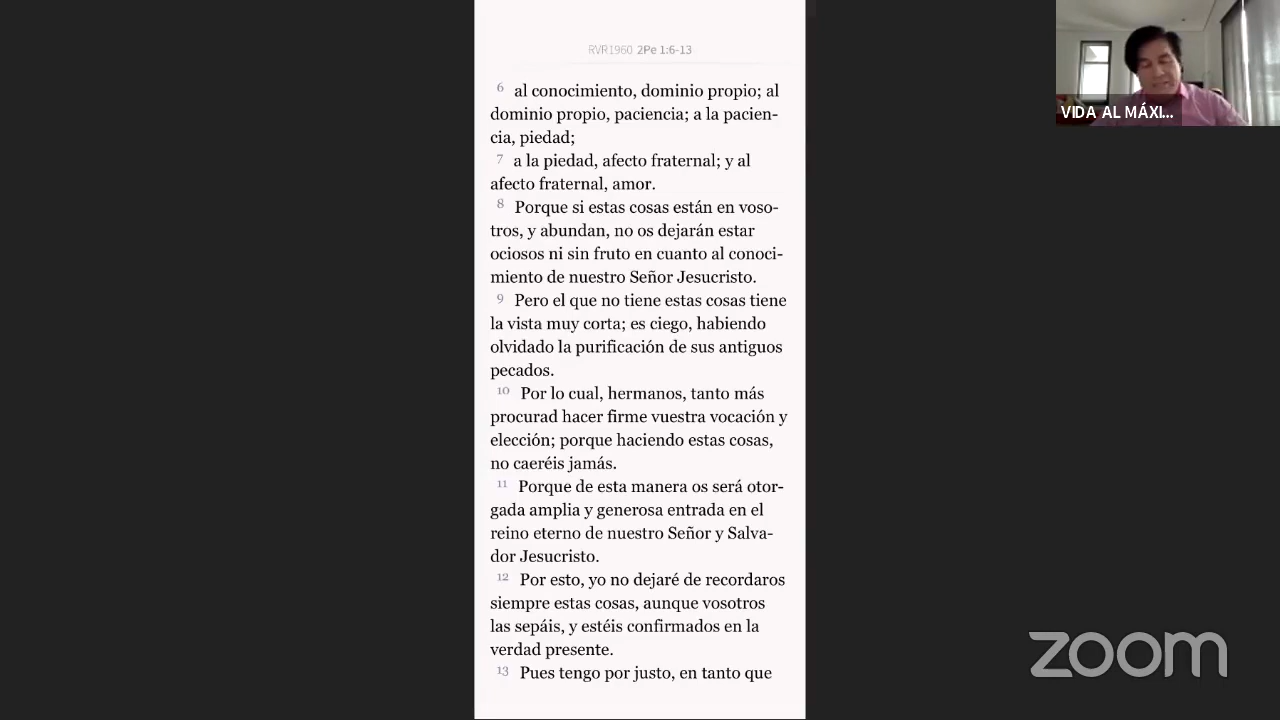 RVR1960 2Pe 1:6-13
6 al conocimiento, dominio propio; al
dominio propio, paciencia; a la pacien-
cia, piedad;
7 a la piedad, afecto fraternal; y al
afecto fraternal, amor.
8 Porque si estas cosas están en voso-
tros, y abundan, no os dejarán estar
ociosos ni sin fruto en cuanto al conoci-
miento de nuestro Señor Jesucristo.
9 Pero el que no tiene estas cosas tiene
la vista muy corta; es ciego, habiendo
olvidado la purificación de sus antiguos
pecados.
10 Por lo cual, hermanos, tanto más
procurad hacer firme vuestra vocación y
elección; porque haciendo estas cosas,
no caeréis jamás.
11 Porque de esta manera os será otor-
gada amplia y generosa entrada en el
reino eterno de nuestro Señor y Salva-
dor Jesucristo.
12 Por esto, yo no dejaré de recordaros
siempre estas cosas, aunque vosotros
las sepáis, y estéis confirmados en la
verdad presente.
13 Pues tengo por justo, en tanto que
VIDA AL MÁXI...
zoom